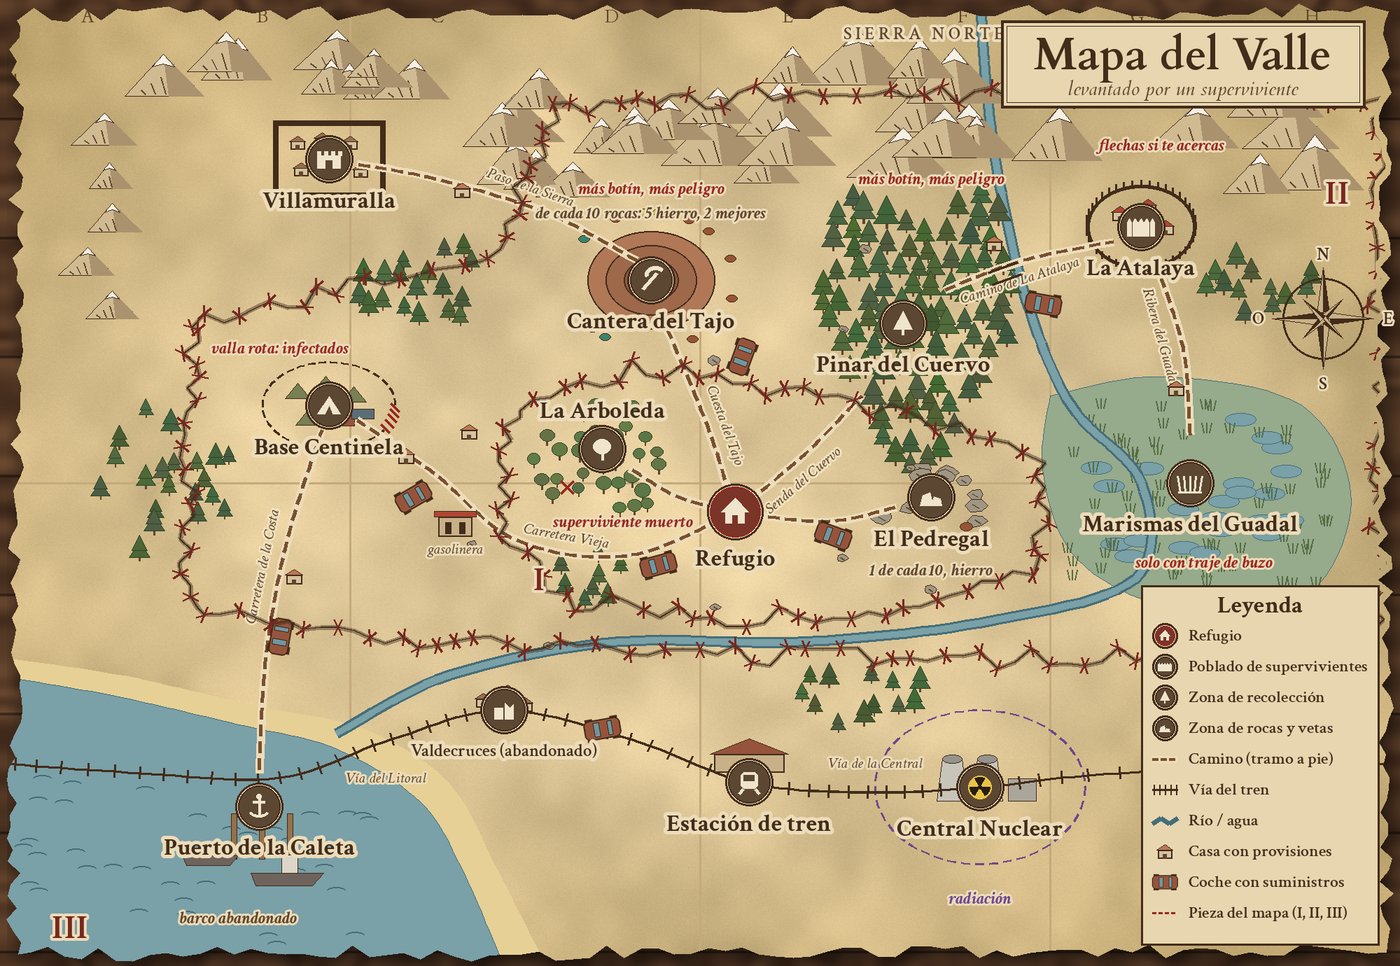 A
B
C
D
E
F
G
H
SIERRA NORTE
Mapa del Valle
levantado por un superviviente
flechas si te acercas
II
Villamuralla
Paso de la Sierra
más botín, más peligro
de cada 10 rocas: 5 hierro, 2 mejores
más botín, más peligro
La Atalaya
Camino de La Atalaya
Ribera del Guadal
N
O
E
S
Cantera del Tajo
Pinar del Cuervo
valla rota: infectados
Base Centinela
La Arboleda
Cuesta del Tajo
Senda del Cuervo
superviviente muerto
Carretera Vieja
gasolinera
Refugio
El Pedregal
1 de cada 10, hierro
Marismas del Guadal
solo con traje de buzo
I
Carretera de la Costa
Valdecruces (abandonado)
Vía del Litoral
Vía de la Central
Estación de tren
Central Nuclear
radiación
Puerto de la Caleta
barco abandonado
III
Leyenda
Refugio
Poblado de supervivientes
Zona de recolección
Zona de rocas y vetas
Camino (tramo a pie)
Vía del tren
Río / agua
Casa con provisiones
Coche con suministros
Pieza del mapa (I, II, III)